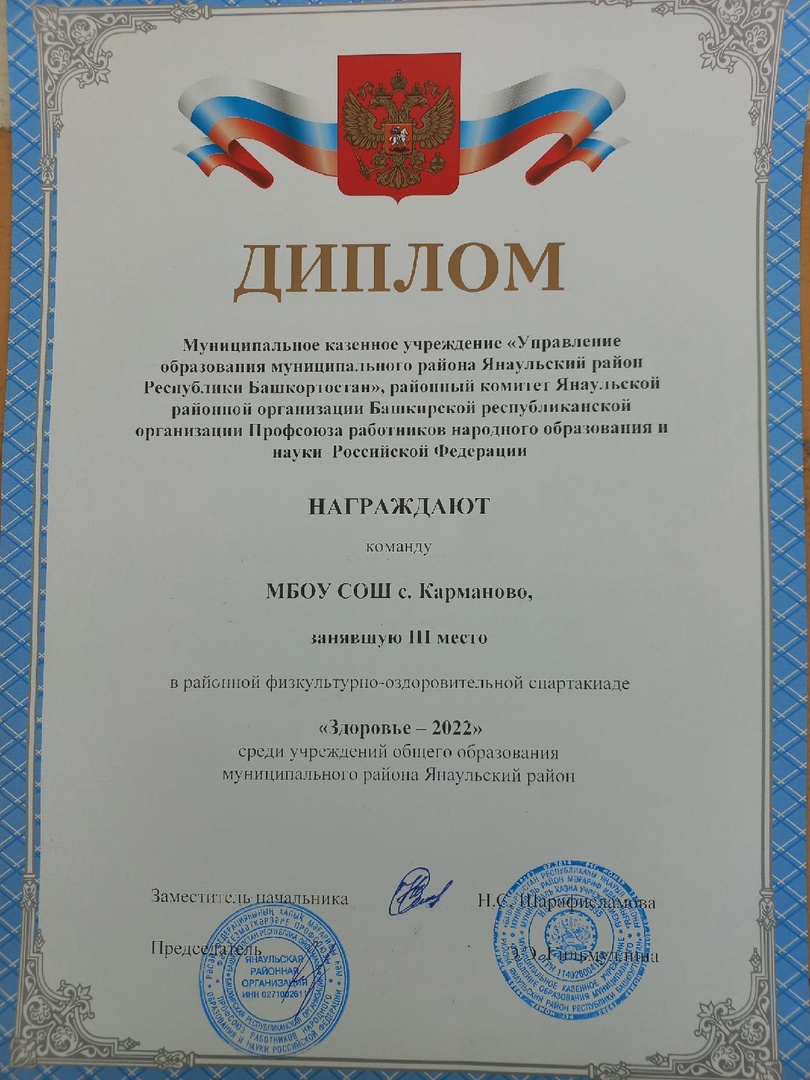 ДИПЛОМ
Муниципальное казенное учреждение «Управление
образования муниципального района Янаульский район
Республики Башкортостан», районный комитет Янаульской
районной организации Башкирской республиканской
организации Профсоюза работников народного образования и
науки Российской Федерации
НАГРАЖДАЮТ
команду
МБОУ СОШ с. Карманово,
занявшую III место
в районной физкультурно-оздоровительной спартакиаде
«Здоровье – 2022»
среди учреждений общего образования
муниципального района Янаульский район
Заместитель начальника Н.С. Шарафисламова
Председатель
ЯНАУЛЬСКАЯ
РАЙОННАЯ
ОРГАНИЗАЦИЯ